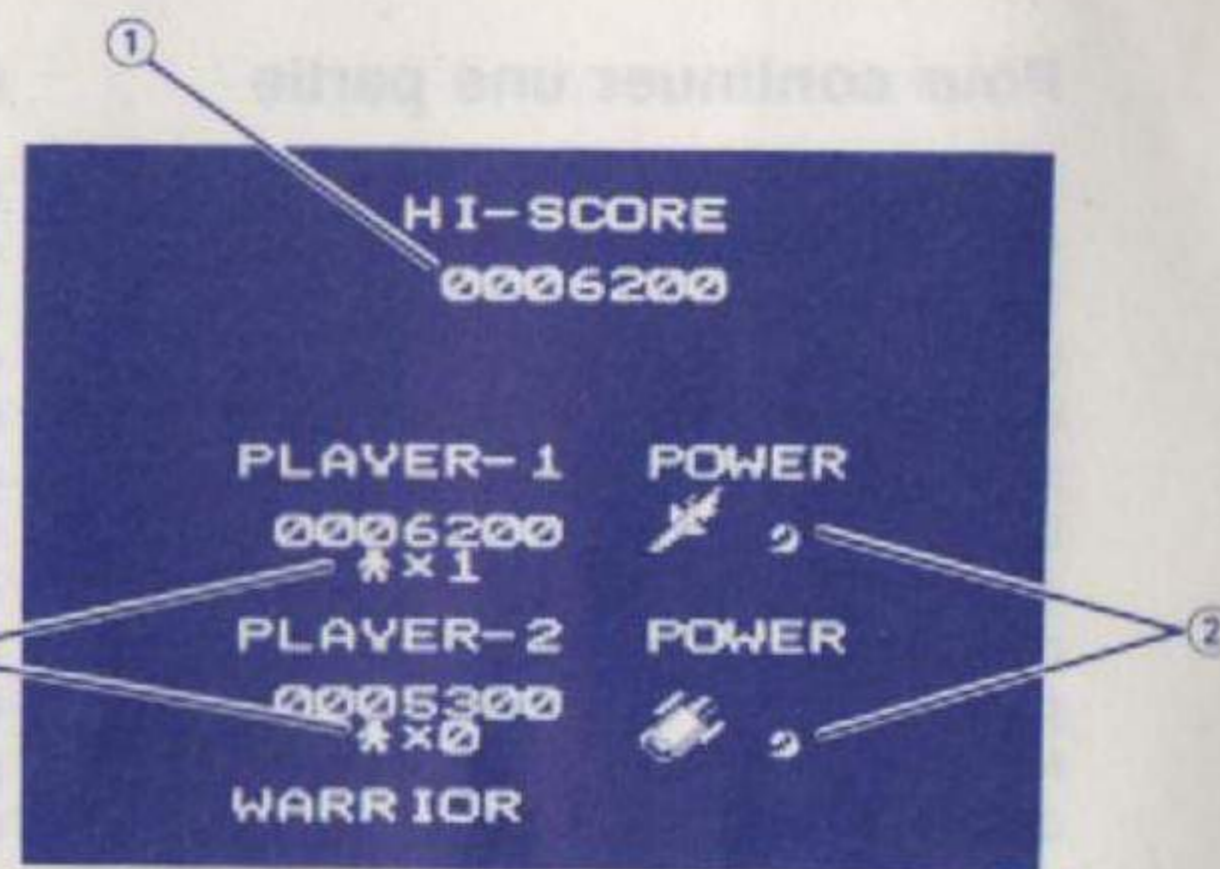 ①
Pour continuer une partie
HI-SCORE
0006200
PLAYER-1 POWER
0006200
×1
PLAYER-2 POWER
②
0005300
×0
WARRIOR